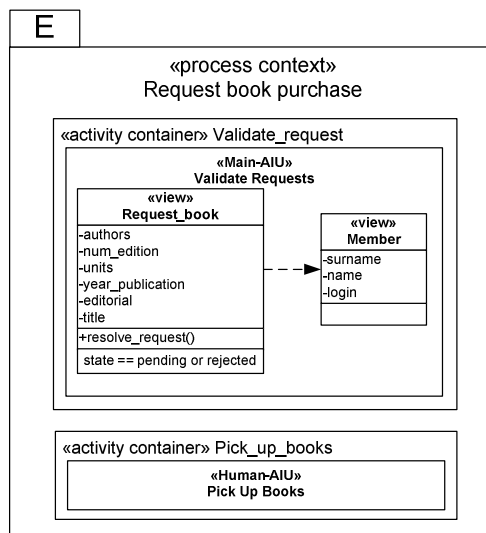 E
«process context»
Request book purchase
«activity container» Validate_request
«Main-AIU»
Validate Requests
«view»
Request_book
-authors
-num_edition
-units
-year_publication
-editorial
-title
+resolve_request()
state == pending or rejected
«view»
Member
-surname
-name
-login
«activity container» Pick_up_books
«Human-AIU»
Pick Up Books